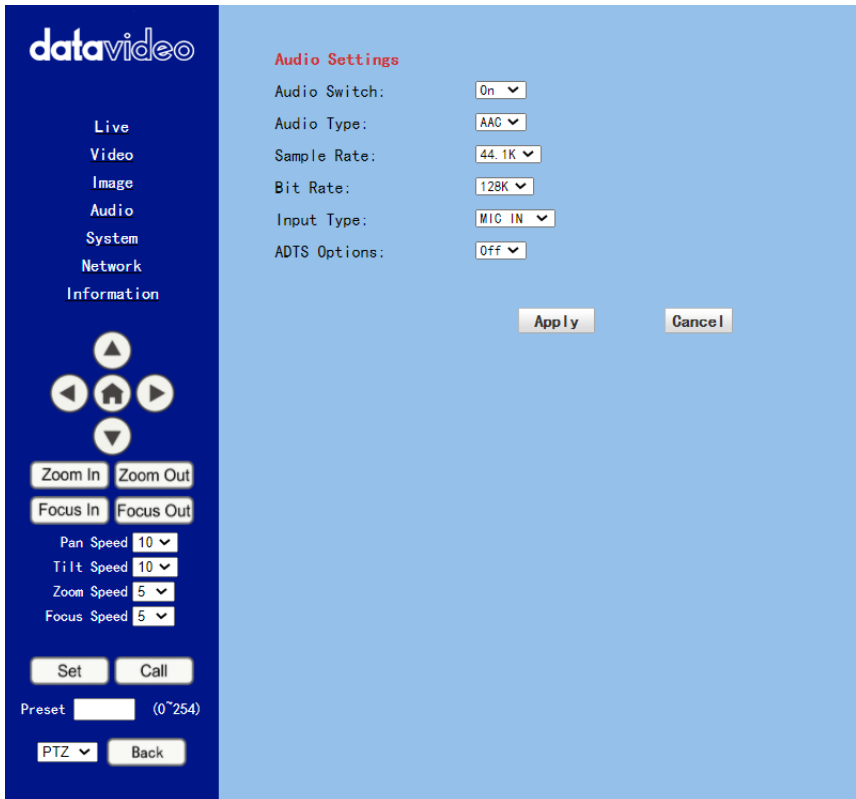 datavideo
Live
Video
Image
Audio
System
Network
Information
Zoom In Zoom Out
Focus In Focus Out
Pan Speed 10
Tilt Speed 10
Zoom Speed 5
Focus Speed 5
Set Call
Preset (0~254)
PTZ Back
Audio Settings
Audio Switch: On
Audio Type: AAC
Sample Rate: 44.1K
Bit Rate: 128K
Input Type: MIC IN
ADTS Options: Off
Apply Cancel